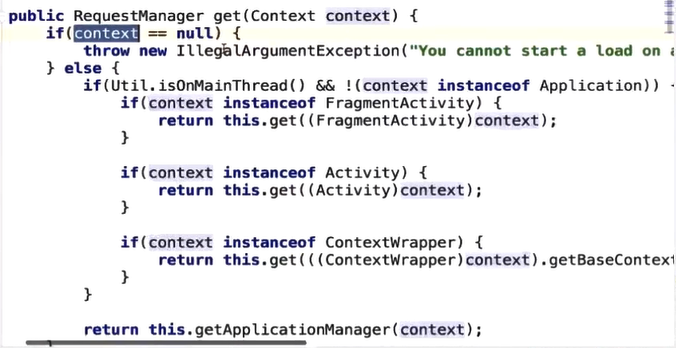 public RequestManager get(Context context) {
if(context == null) {
throw new IllegalArgumentException("You cannot start a load on a
} else {
if(Util.isOnMainThread() && !(context instanceof Application)) {
if(context instanceof FragmentActivity) {
return this.get((FragmentActivity)context);
}
if(context instanceof Activity) {
return this.get((Activity)context);
}
if(context instanceof ContextWrapper) {
return this.get(((ContextWrapper)context).getBaseContext
}
}
return this.getApplicationManager(context);